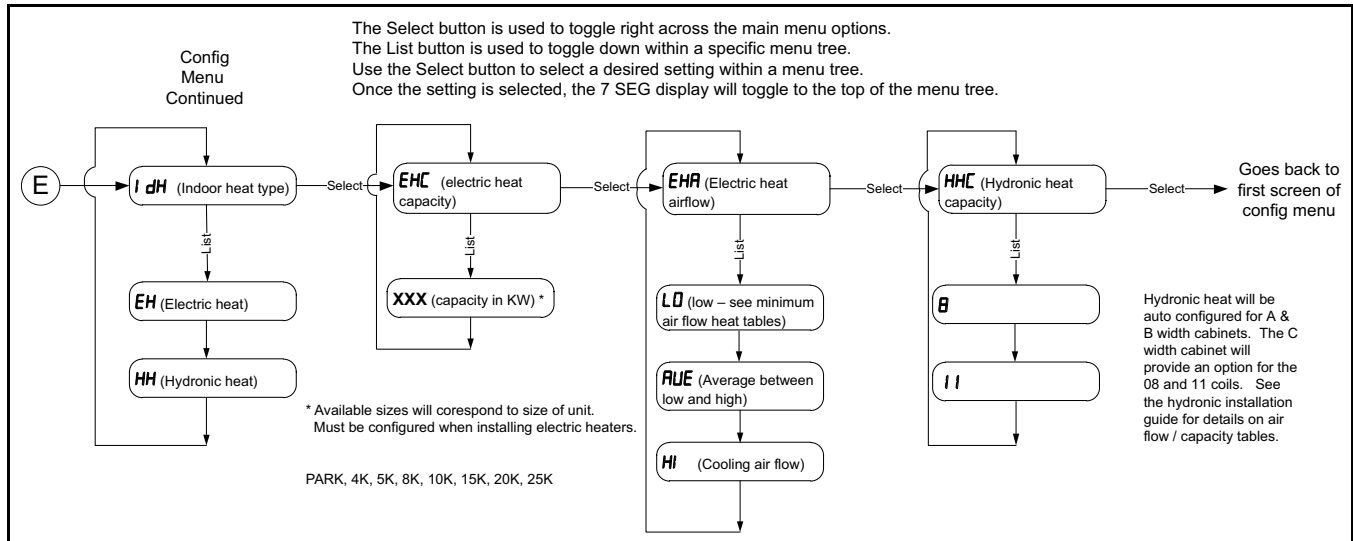 The Select button is used to toggle right across the main menu options.
The List button is used to toggle down within a specific menu tree.
Use the Select button to select a desired setting within a menu tree.
Once the setting is selected, the 7 SEG display will toggle to the top of the menu tree.
Config
Menu
Continued
E
IdH (Indoor heat type)
Select
EHC (electric heat
capacity)
Select
EHA (Electric heat
airflow)
Select
HHC (Hydronic heat
capacity)
Select
Goes back to
first screen of
config menu
List
EH (Electric heat)
HH (Hydronic heat)
List
XXX (capacity in KW) *
* Available sizes will corespond to size of unit.
Must be configured when installing electric heaters.
PARK, 4K, 5K, 8K, 10K, 15K, 20K, 25K
List
LO (low – see minimum
air flow heat tables)
AUE (Average between
low and high)
HI (Cooling air flow)
List
8
11
Hydronic heat will be
auto configured for A &
B width cabinets. The C
width cabinet will
provide an option for the
08 and 11 coils. See
the hydronic installation
guide for details on air
flow / capacity tables.